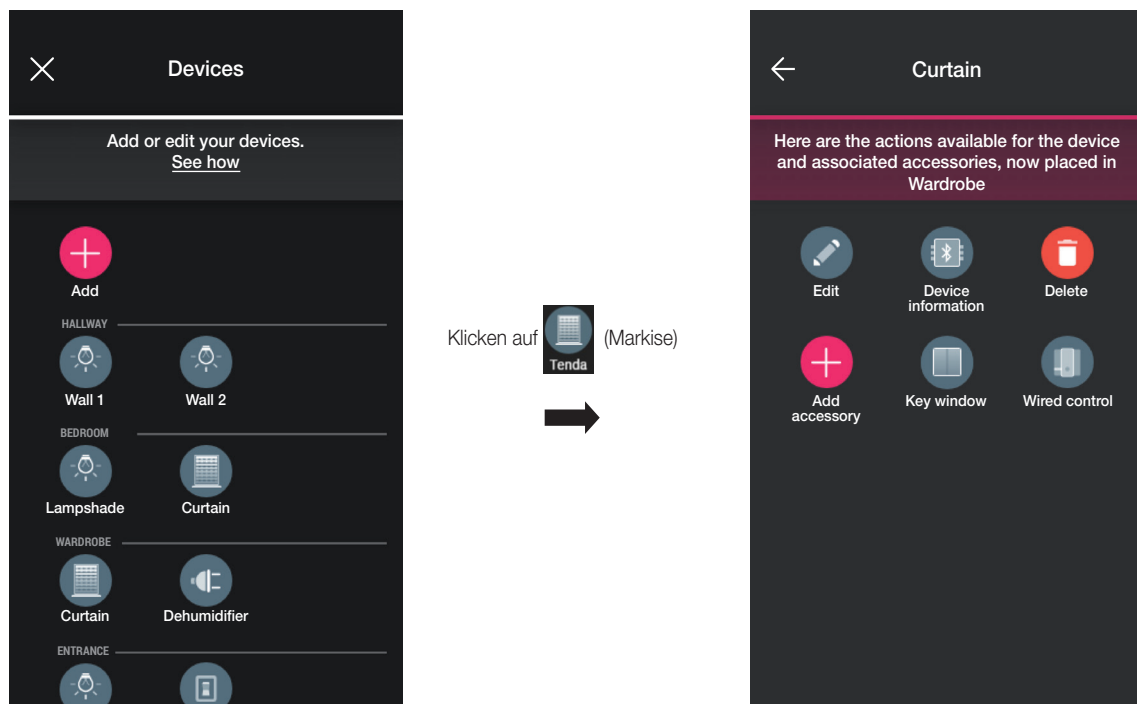 Devices
Add or edit your devices.
See how
Add
HALLWAY
Wall 1 Wall 2
BEDROOM
Lampshade Curtain
WARDROBE
Curtain Dehumidifier
ENTRANCE
Klicken auf (Markise)
Tenda
Curtain
Here are the actions available for the device
and associated accessories, now placed in
Wardrobe
Edit Device Delete
information
Add Key window Wired control
accessory